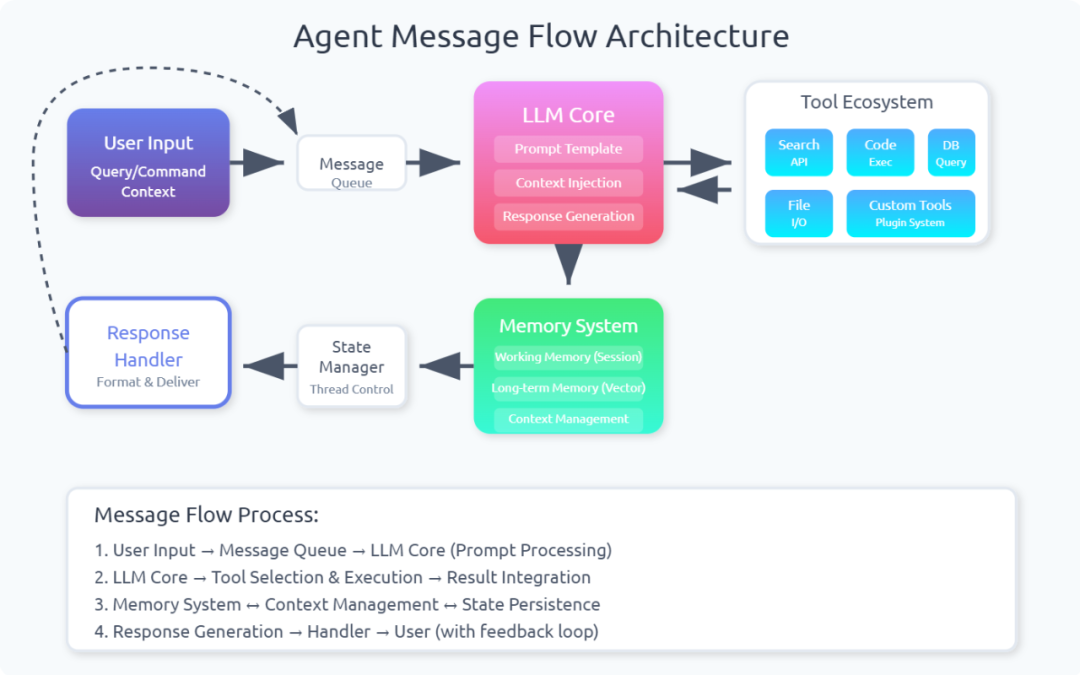 Agent Message Flow Architecture
User Input
Query/Command
Context
Message
Queue
LLM Core
Prompt Template
Context Injection
Response Generation
Tool Ecosystem
Search
API
Code
Exec
DB
Query
File
I/O
Custom Tools
Plugin System
Response
Handler
Format & Deliver
State
Manager
Thread Control
Memory System
Working Memory (Session)
Long-term Memory (Vector)
Context Management
Message Flow Process:
1. User Input → Message Queue → LLM Core (Prompt Processing)
2. LLM Core → Tool Selection & Execution → Result Integration
3. Memory System ↔ Context Management ↔ State Persistence
4. Response Generation → Handler → User (with feedback loop)